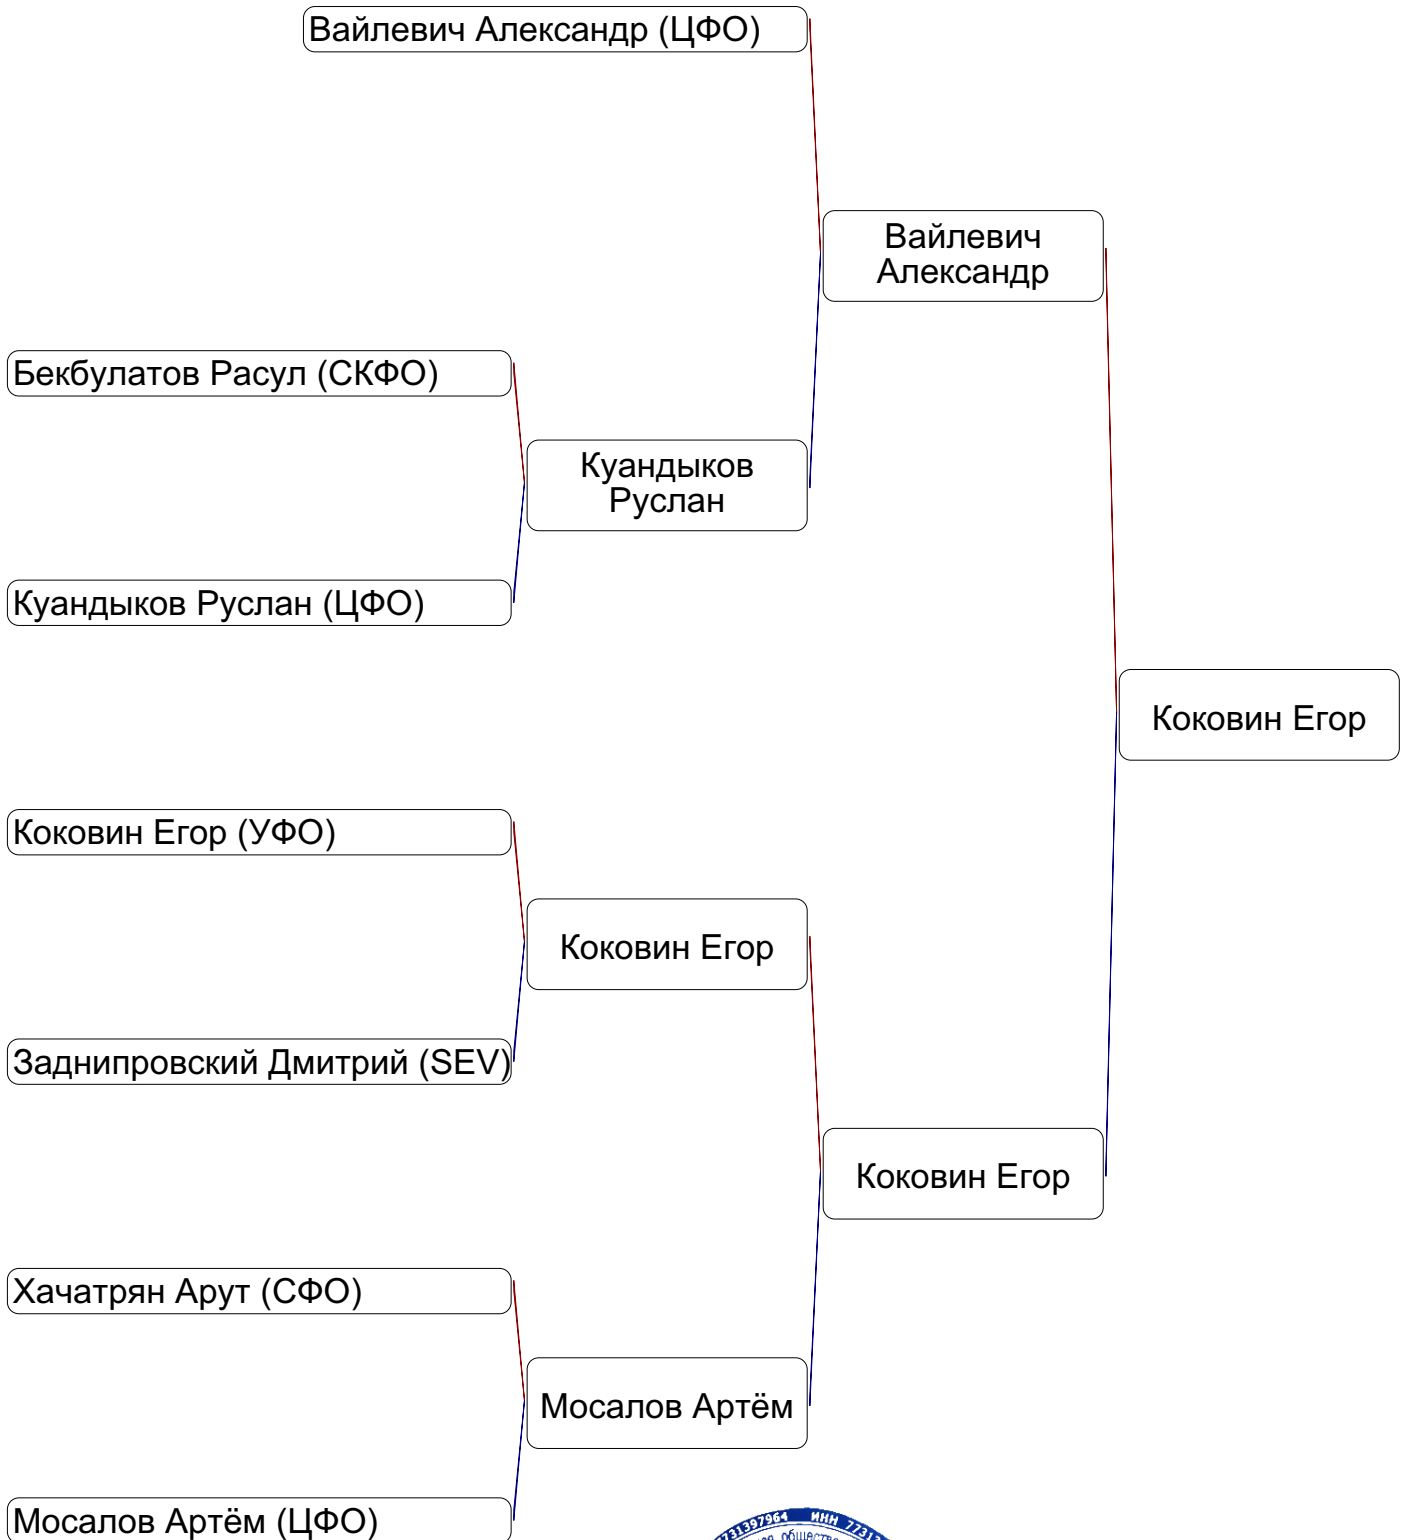 Вайлевич Александр (ЦФО)
Вайлевич
Александр
Бекбулатов Расул (СКФО)
Куандыков
Руслан
Куандыков Руслан (ЦФО)
Коковин Егор
Коковин Егор (УФО)
Коковин Егор
Заднипровский Дмитрий (SEV)
Коковин Егор
Хачатрян Арут (СФО)
Мосалов Артём
Мосалов Артём (ЦФО)
ИНН